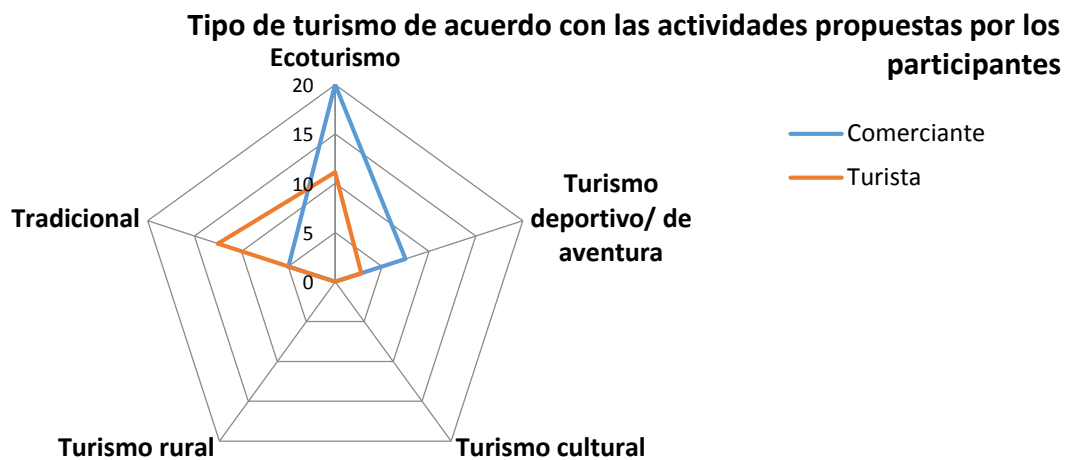 Tipo de turismo de acuerdo con las actividades propuestas por los
participantes
Ecoturismo
20
15
10
5
0
Comerciante
Turista
Turismo
deportivo/ de
aventura
Tradicional
Turismo rural
Turismo cultural